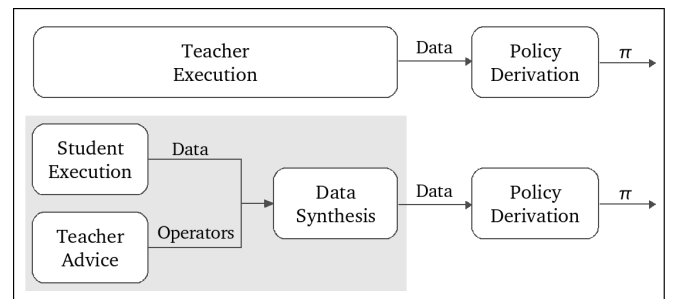 Teacher
Execution
Data
Policy
Derivation
π
Student
Execution
Data
Teacher
Advice
Operators
Data
Synthesis
Data
Policy
Derivation
π